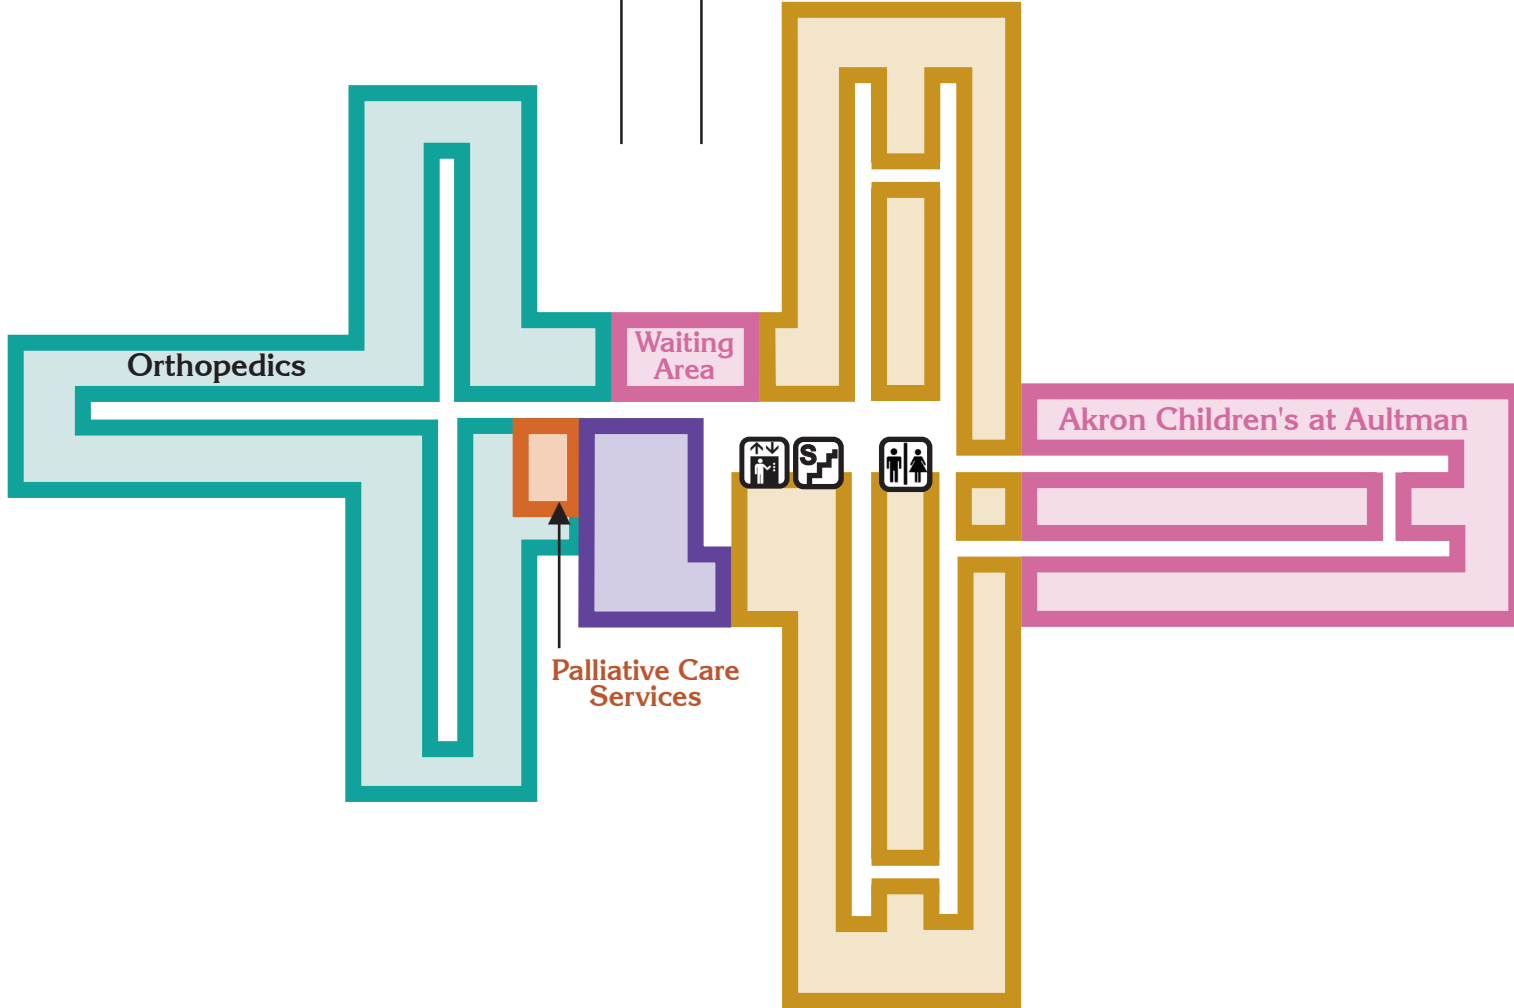 Orthopedics
Waiting
Area
Akron Children's at Aultman
S
Palliative Care
Services